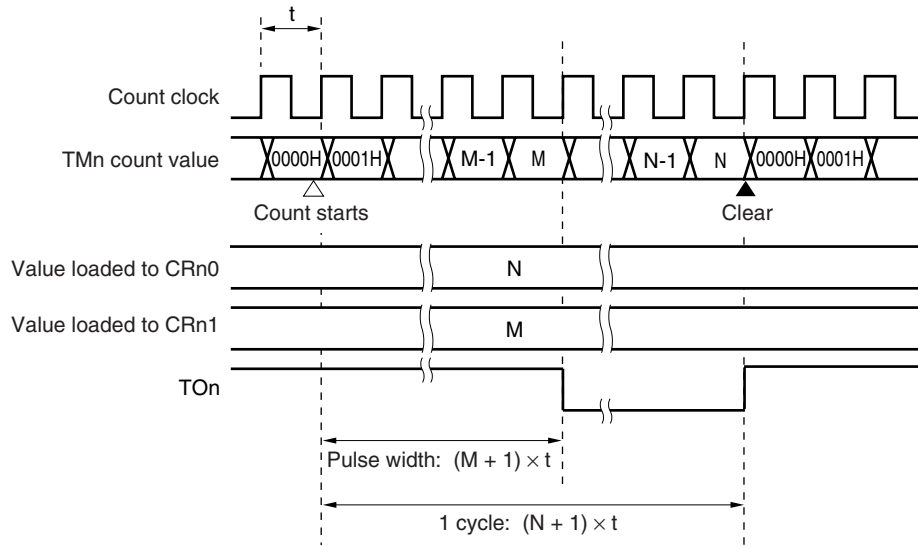 t
Count clock
TMn count value 0000H 0001H M-1 M N-1 N 0000H 0001H
Count starts Clear
Value loaded to CRn0 N
Value loaded to CRn1 M
TOn
Pulse width: (M + 1) × t
1 cycle: (N + 1) × t